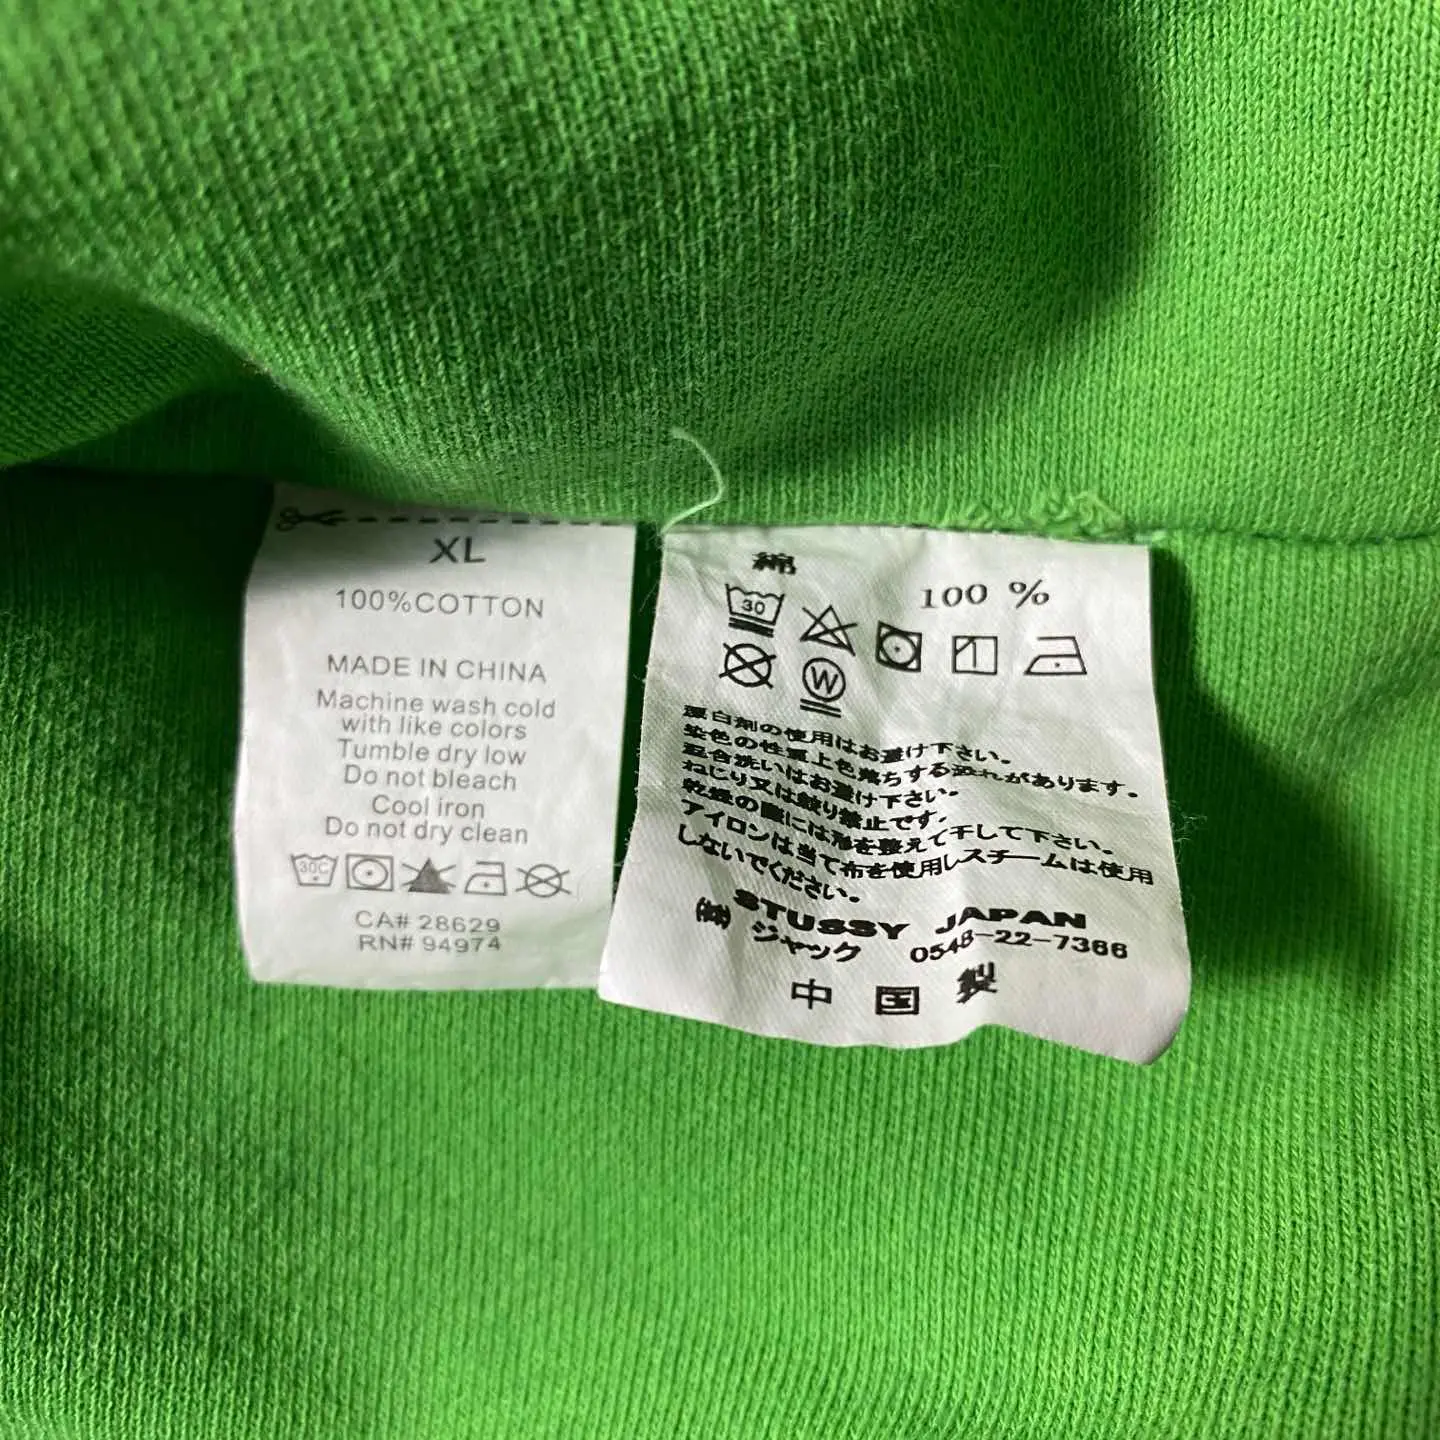 XL
100%COTTON
MADE IN CHINA
Machine wash cold
with like colors
Tumble dry low
Do not bleach
Cool iron
Do not dry clean
30C
CA# 28629
RN# 94974
綿 100 %
30
W
漂白剤の使用はお避け下さい。
染色の性質上色落ちする恐れがあります。
混合洗いはお避け下さい。
ねじり又は絞り禁止です。
乾燥の際には形を整えて干して下さい。
アイロンは当て布を使用しスチームは使用
しないでください。
STUSSY JAPAN
ジャック 0548-22-7366
中国製